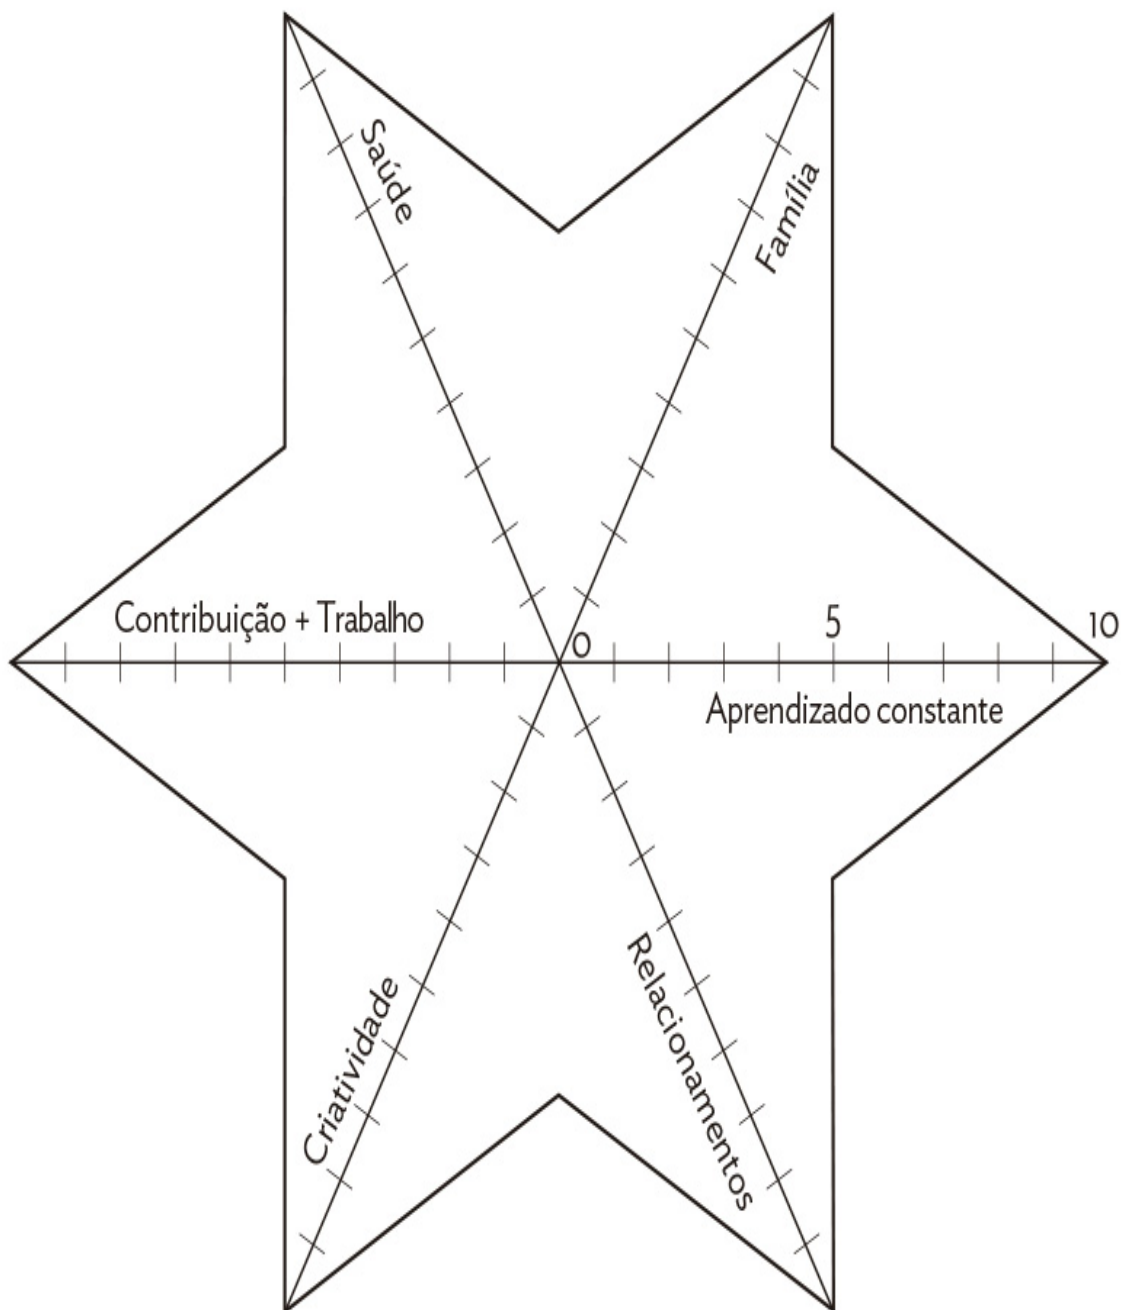 Saúde
Família
Contribuição + Trabalho
0
5
10
Aprendizado constante
Criatividade
Relacionamentos